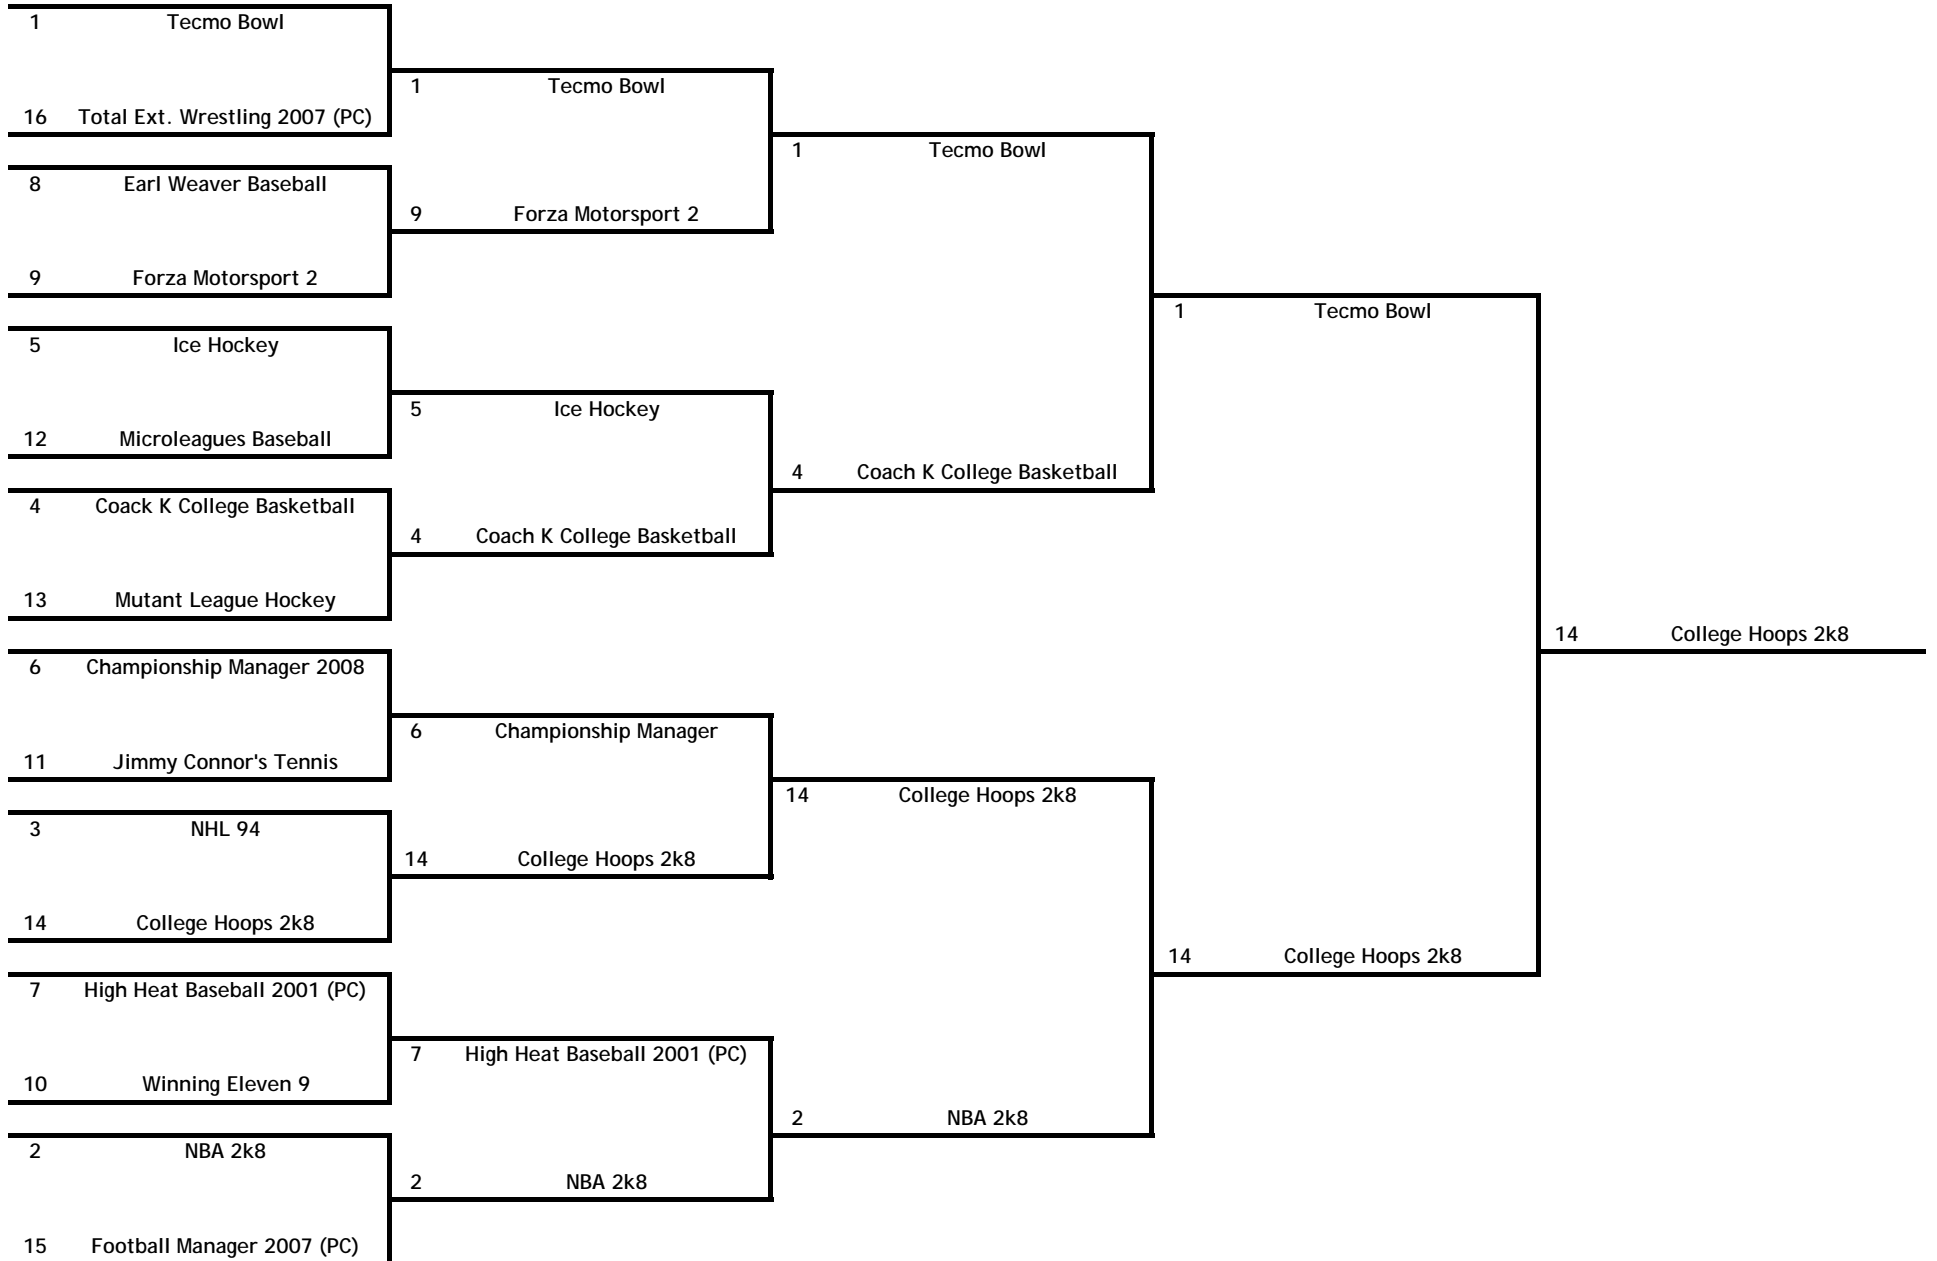 1 Tecmo Bowl
16 Total Ext. Wrestling 2007 (PC)
8 Earl Weaver Baseball
9 Forza Motorsport 2
5 Ice Hockey
12 Microleagues Baseball
4 Coack K College Basketball
13 Mutant League Hockey
6 Championship Manager 2008
11 Jimmy Connor's Tennis
3 NHL 94
14 College Hoops 2k8
7 High Heat Baseball 2001 (PC)
10 Winning Eleven 9
2 NBA 2k8
15 Football Manager 2007 (PC)
1 Tecmo Bowl
9 Forza Motorsport 2
5 Ice Hockey
4 Coach K College Basketball
6 Championship Manager
14 College Hoops 2k8
7 High Heat Baseball 2001 (PC)
2 NBA 2k8
1 Tecmo Bowl
4 Coach K College Basketball
14 College Hoops 2k8
2 NBA 2k8
1 Tecmo Bowl
14 College Hoops 2k8
14 College Hoops 2k8